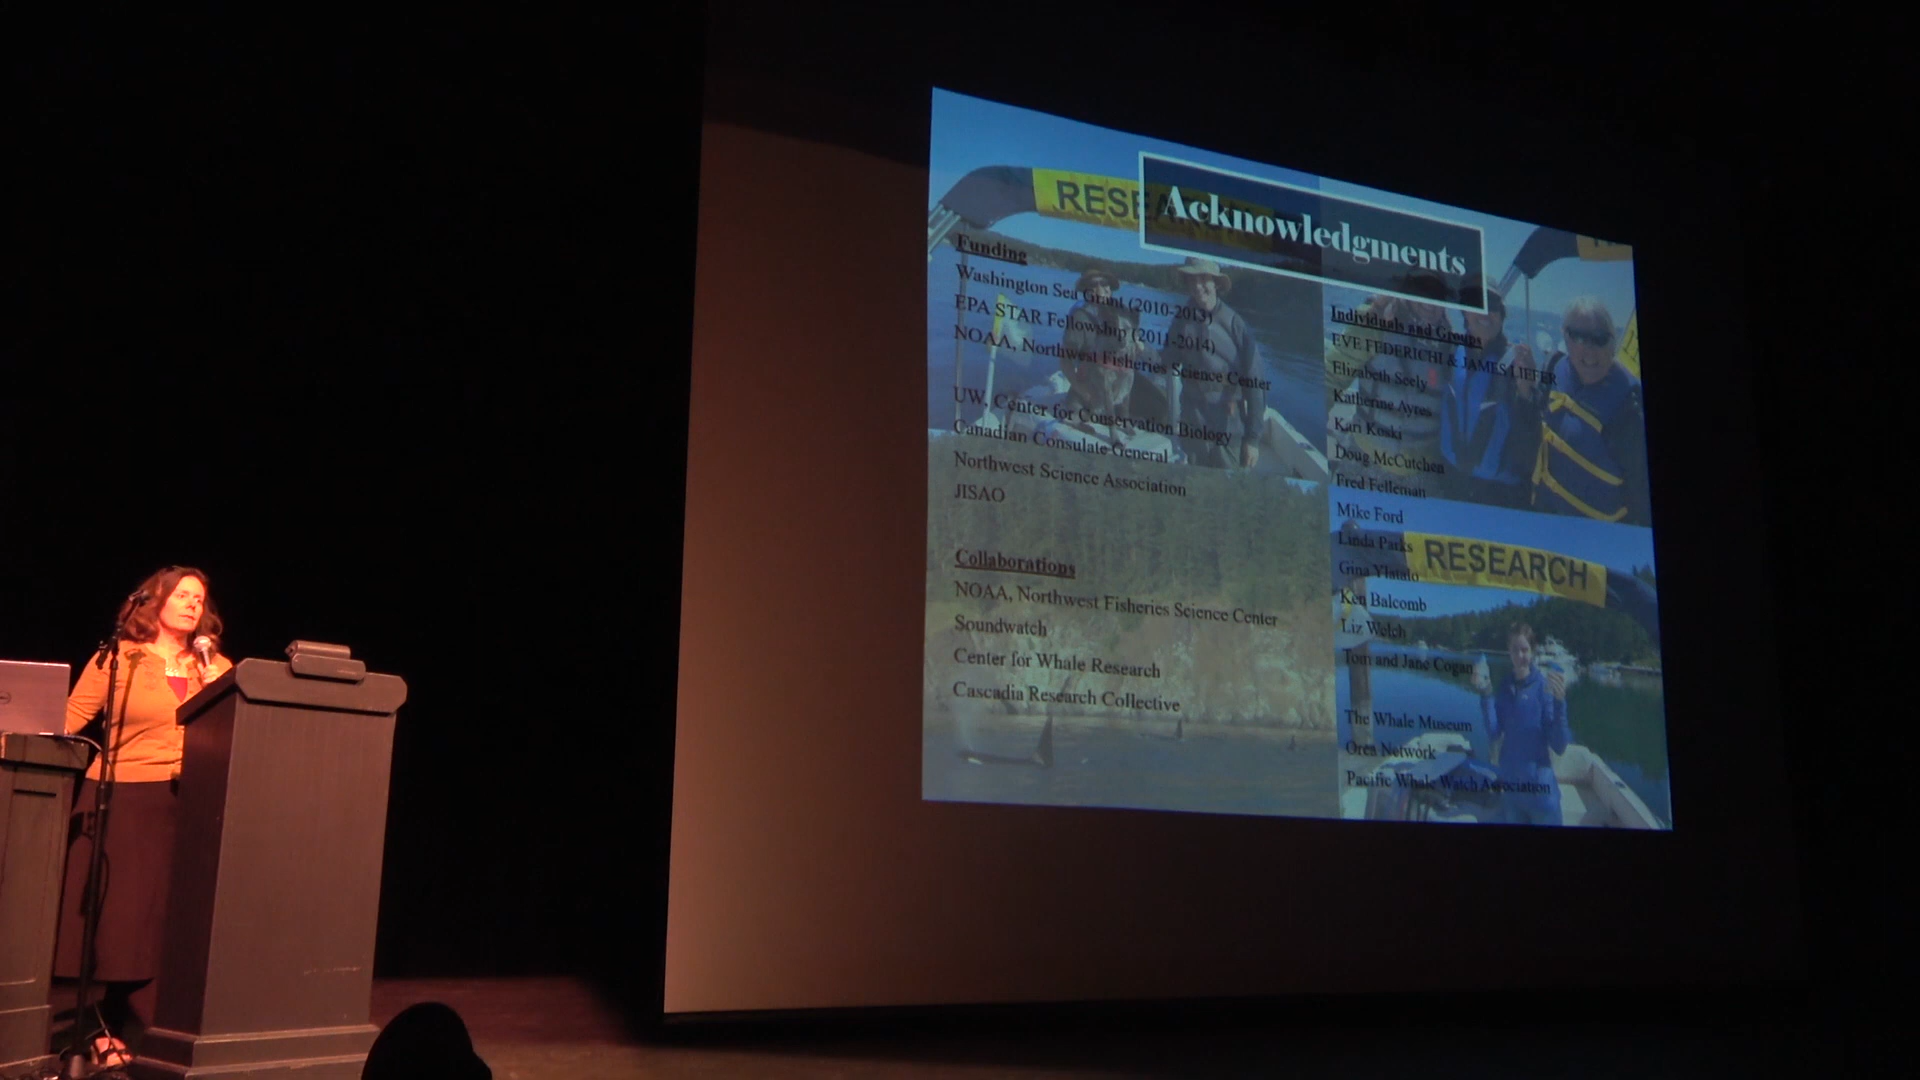 RESEARCH
Acknowledgments
Funding
Washington Sea Grant (2010-2013)
EPA STAR Fellowship (2011-2014)
NOAA, Northwest Fisheries Science Center
UW, Center for Conservation Biology
Canadian Consulate General
Northwest Science Association
JISAO
Collaborations
NOAA, Northwest Fisheries Science Center
Soundwatch
Center for Whale Research
Cascadia Research Collective
Individuals and Groups
EVE FEDERICHI & JAMES LIEFER
Elizabeth Seely
Katherine Ayres
Kari Koski
Doug McCutchen
Fred Felleman
Mike Ford
Linda Parks
Gina Ylatalo
Ken Balcomb
Liz Welch
Tom and Jane Cogan
The Whale Museum
Orca Network
Pacific Whale Watch Association
RESEARCH